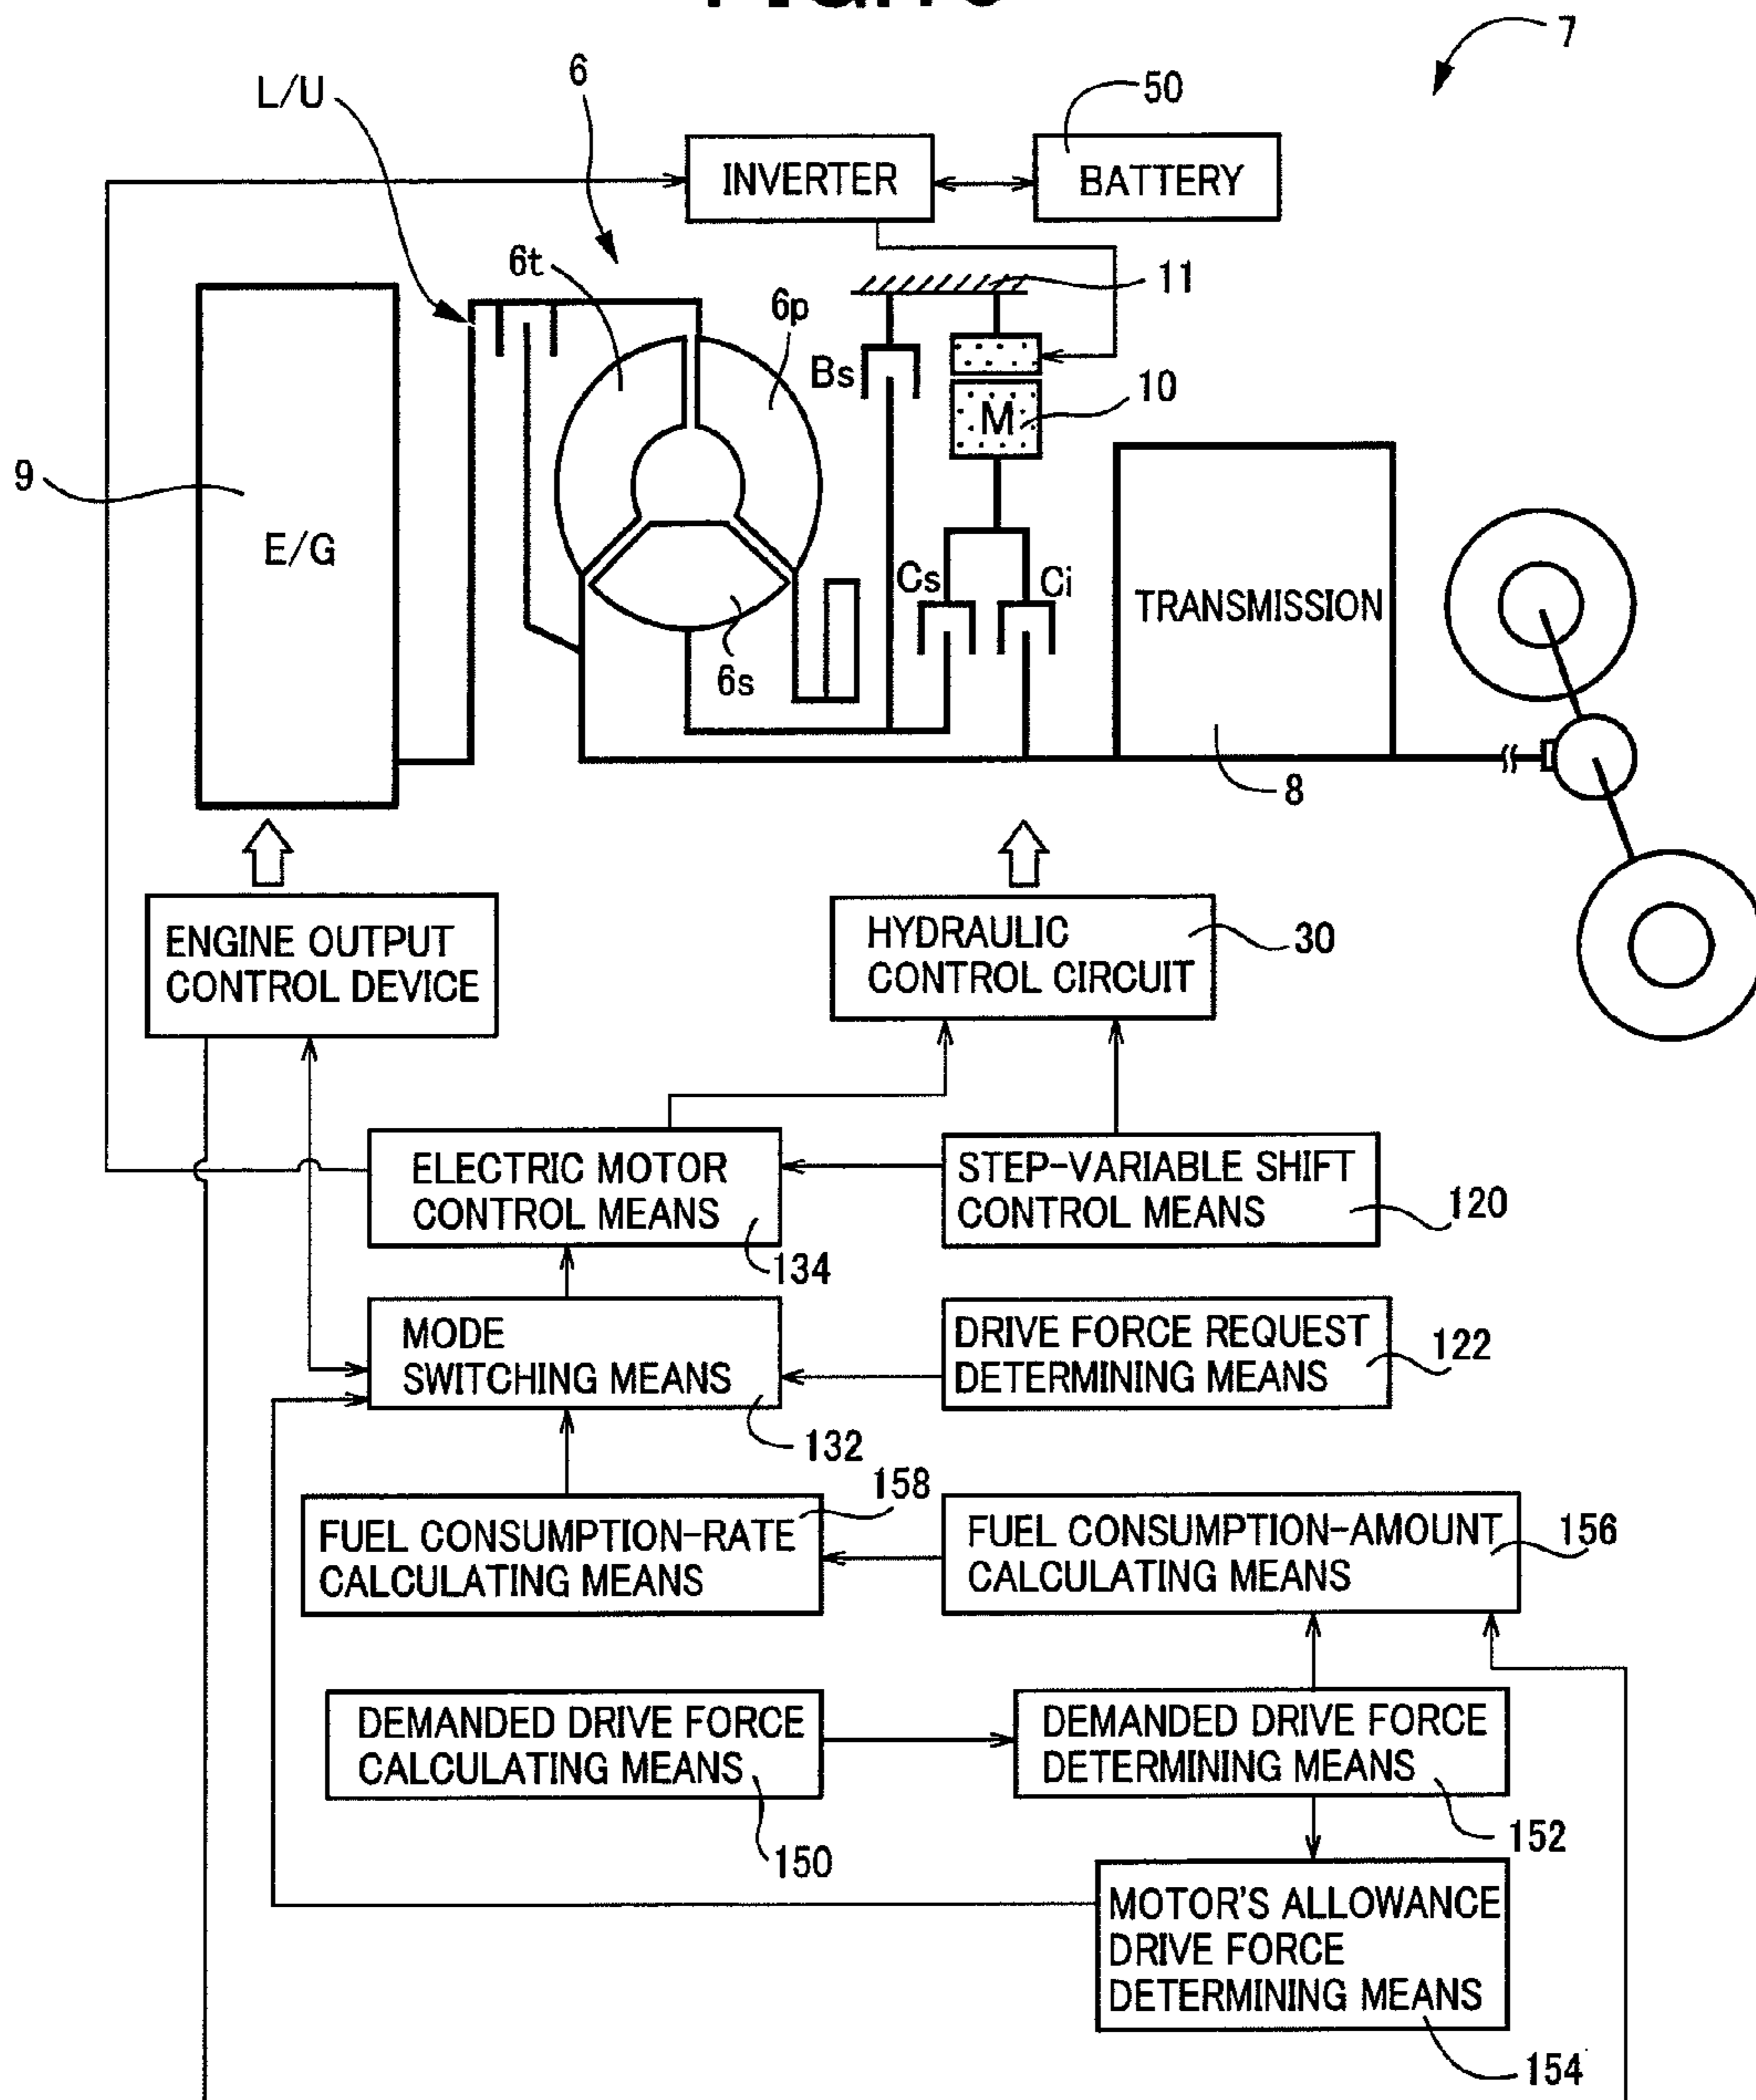 7
6
50
L/U
INVERTER
BATTERY
6t
11
6p
Bs
10
M
9
E/G
Cs
Ci
TRANSMISSION
6s
8
ENGINE OUTPUT
CONTROL DEVICE
HYDRAULIC
CONTROL CIRCUIT
30
ELECTRIC MOTOR
CONTROL MEANS
134
STEP-VARIABLE SHIFT
CONTROL MEANS
120
MODE
SWITCHING MEANS
132
DRIVE FORCE REQUEST
DETERMINING MEANS
122
158
FUEL CONSUMPTION-RATE
CALCULATING MEANS
FUEL CONSUMPTION-AMOUNT
CALCULATING MEANS
156
DEMANDED DRIVE FORCE
CALCULATING MEANS
150
DEMANDED DRIVE FORCE
DETERMINING MEANS
152
MOTOR'S ALLOWANCE
DRIVE FORCE
DETERMINING MEANS
154